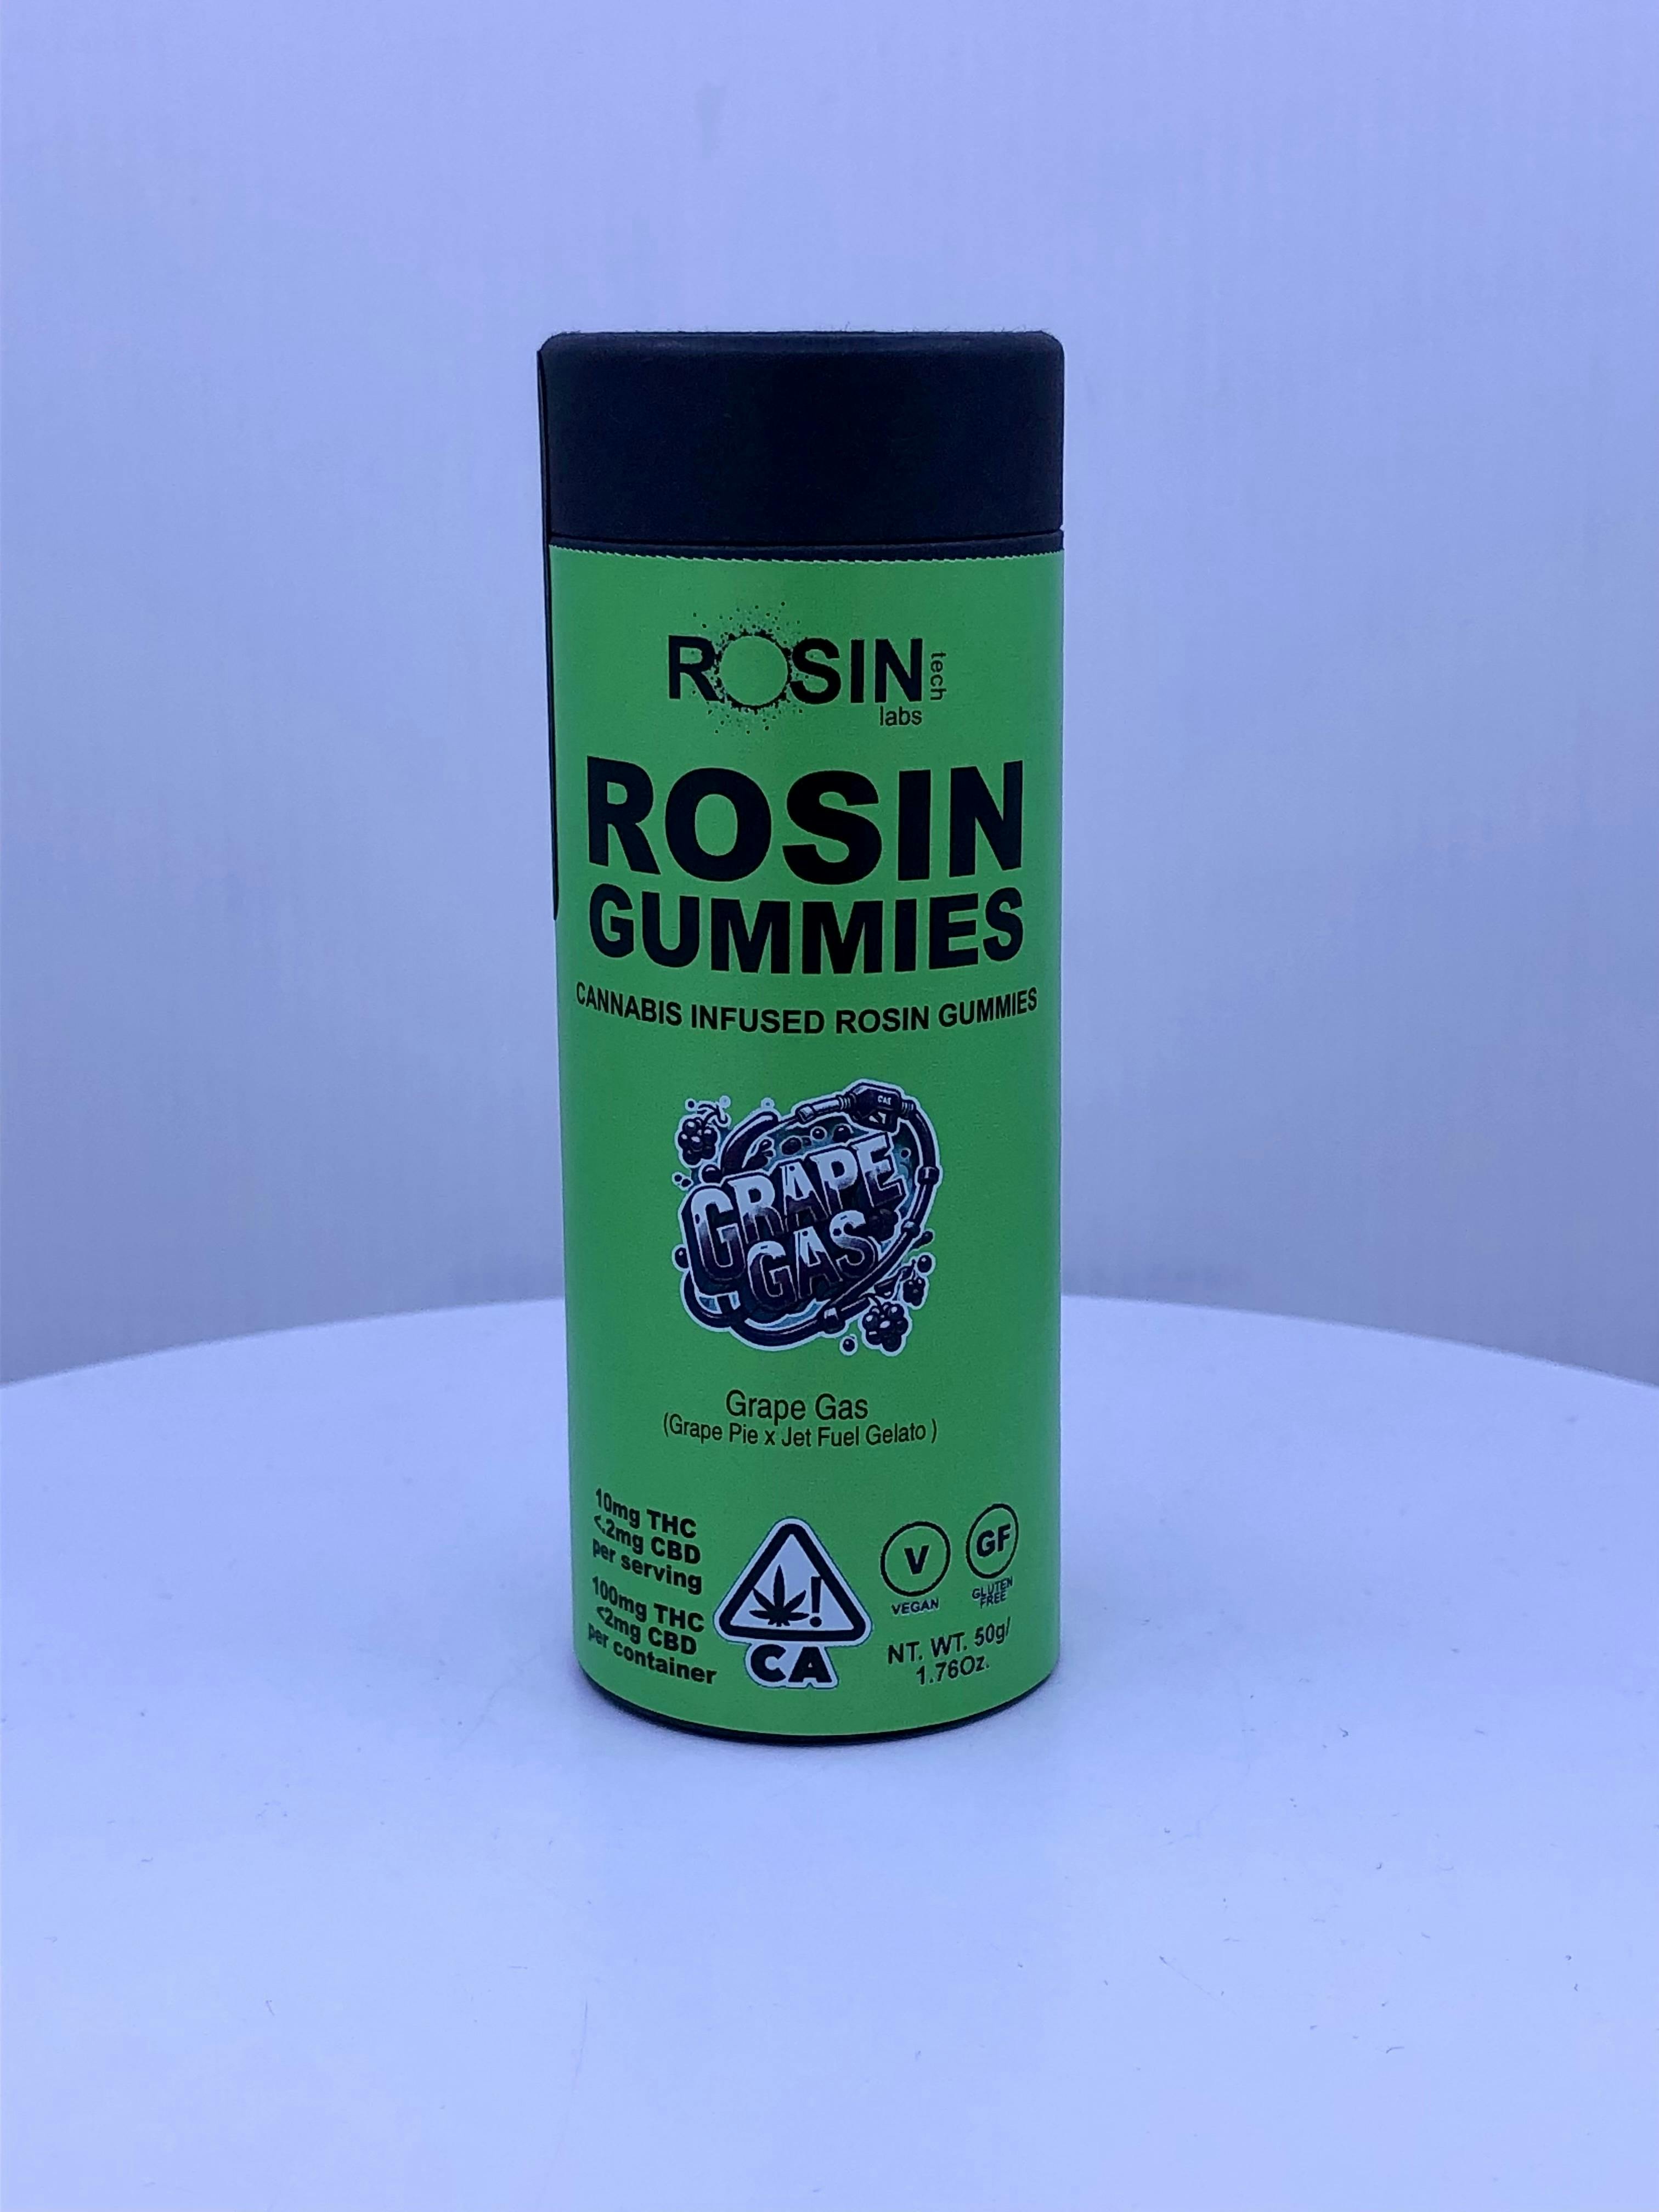 ROSIN tech
labs
ROSIN
GUMMIES
CANNABIS INFUSED ROSIN GUMMIES
GAS
GRAPE
GAS
Grape Gas
(Grape Pie x Jet Fuel Gelato )
10mg THC
<.2mg CBD
per serving
100mg THC
<2mg CBD
per container
!
CA
V
VEGAN
GF
GLUTEN
FREE
NT. WT. 50g/
1.76Oz.